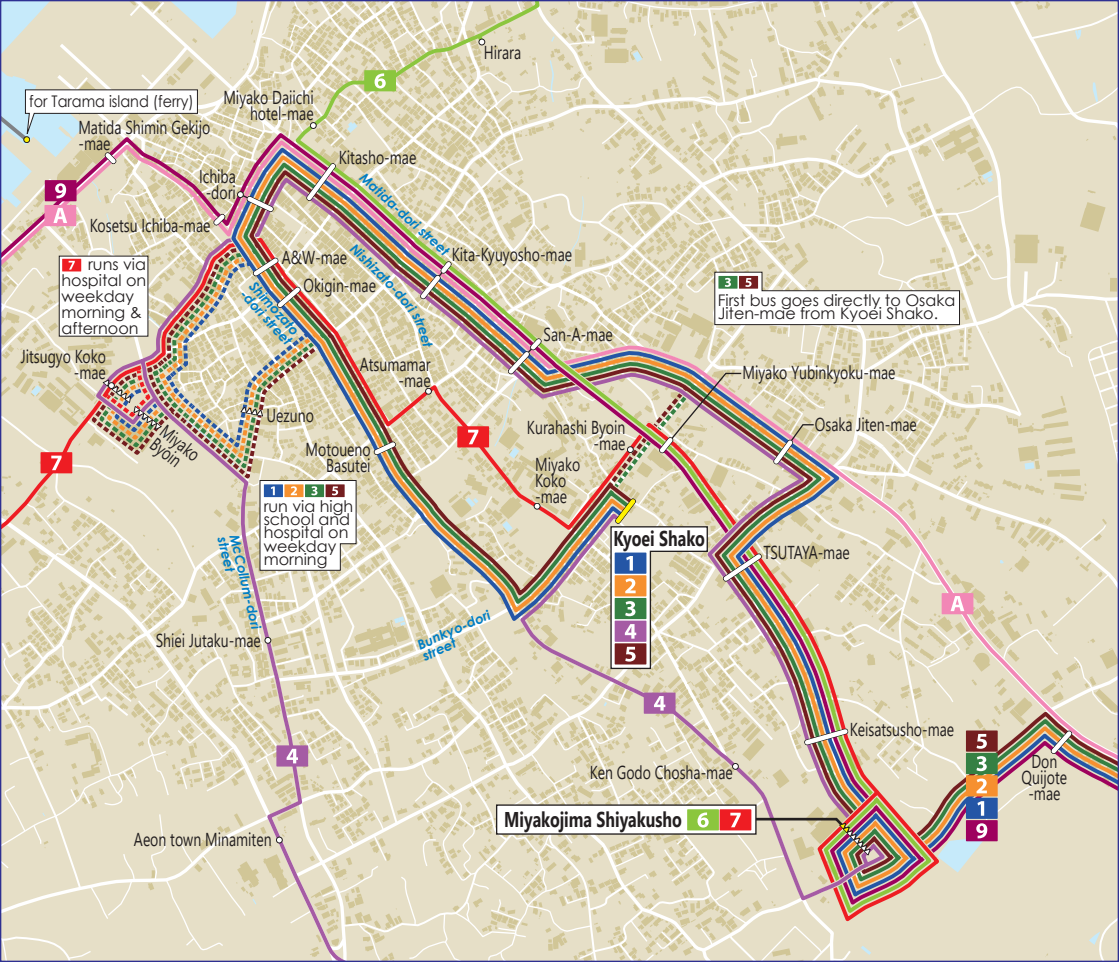 Hirara
6
for Tarama island (ferry)
Miyako Daiichi
hotel-mae
Matida Shimin Gekijo
-mae
Kitasho-mae
Ichiba
-dori
Matida-dori street
9
A
Kosetsu Ichiba-mae
A&W-mae
Kita-Kyuyosho-mae
Nishizato-dori street
7 runs via
hospital on
weekday
morning &
afternoon
Okigin-mae
Shimozato
-dori street
3 5
First bus goes directly to Osaka
Jiten-mae from Kyoei Shako.
San-A-mae
Jitsugyo Koko
-mae
Atsumamar
-mae
Miyako Yubinkyoku-mae
Uezuno
Kurahashi Byoin
-mae
Osaka Jiten-mae
7
Miyako
Byoin
7
Motoueno
Basutei
Miyako
Koko
-mae
1 2 3 5
run via high
school and
hospital on
weekday
morning
Kyoei Shako
1
2
3
4
5
TSUTAYA-mae
McCollum-dori
street
A
Shiei Jutaku-mae
Bunkyo-dori
street
4
4
Keisatsusho-mae
5
3
2
1
9
Don
Quijote
-mae
Ken Godo Chosha-mae
Miyakojima Shiyakusho 6 7
Aeon town Minamiten